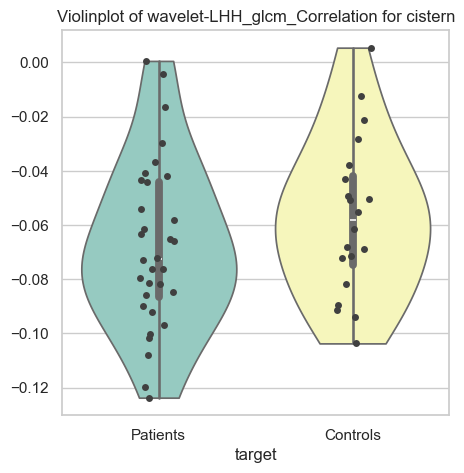 Violinplot of wavelet-LHH_glcm_Correlation for cistern
0.00
−0.02
−0.04
−0.06
−0.08
−0.10
−0.12
Patients Controls
target